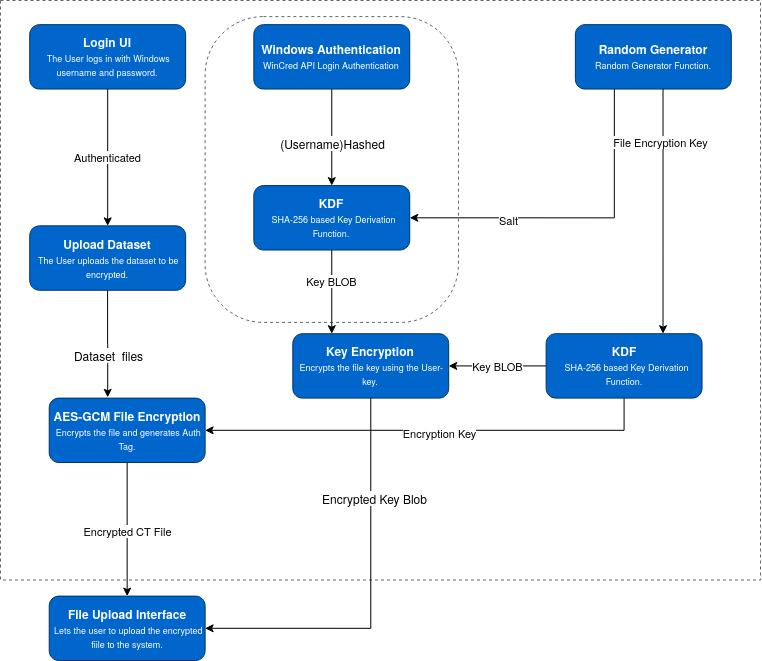 Login UI
The User logs in with Windows
username and password.
Windows Authentication
WinCred API Login Authentication
Random Generator
Random Generator Function.
Authenticated
(Username)Hashed
File Encryption Key
KDF
SHA-256 based Key Derivation
Function.
Salt
Upload Dataset
The User uploads the dataset to be
encrypted.
Key BLOB
Dataset files
Key Encryption
Encrypts the file key using the User-
key.
Key BLOB
KDF
SHA-256 based Key Derivation
Function.
AES-GCM File Encryption
Encrypts the file and generates Auth
Tag.
Encryption Key
Encrypted Key Blob
Encrypted CT File
File Upload Interface
Lets the user to upload the encrypted
fiile to the system.